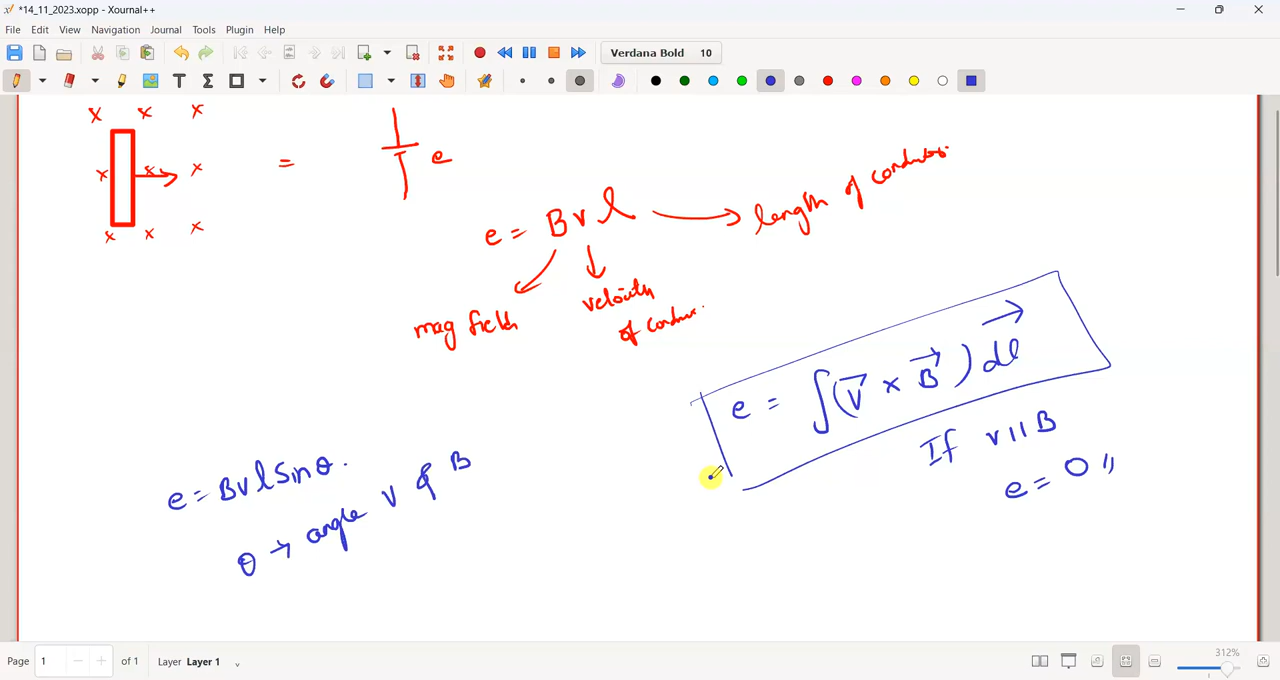 *14_11_2023.xopp - Xournal++
File Edit View Navigation Journal Tools Plugin Help
Verdana Bold 10
x x x
x x x
x x x
=
e
e = B v l → length of conductor.
mag field
velocity
of conduc.
e = ∫(V⃗ × B⃗) dl⃗
If v || B
e = 0 //
e = B v l Sin θ.
θ → angle v & B
Page 1 of 1 Layer Layer 1 312%